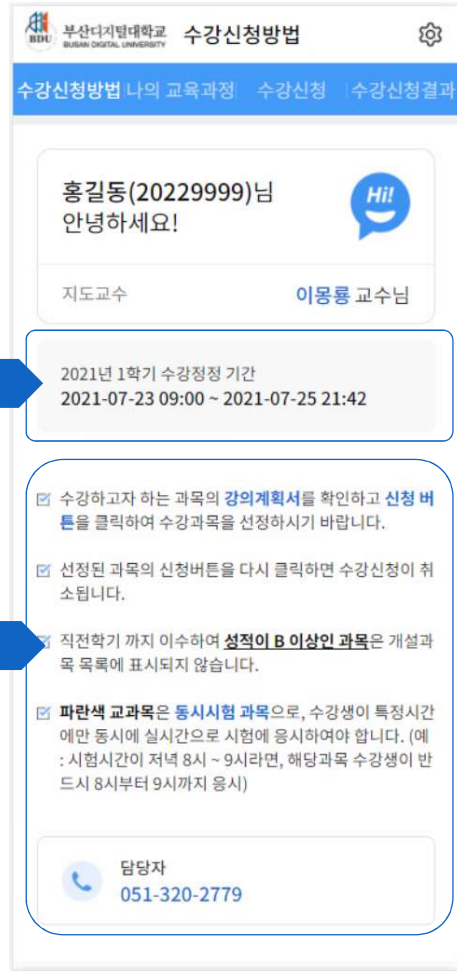 BDU 부산디지털대학교 수강신청방법
BUSAN DIGITAL UNIVERSITY
수강신청방법 나의 교육과정 수강신청 수강신청결과
홍길동(20229999)님
안녕하세요!
Hi!
지도교수 이몽룡 교수님
2021년 1학기 수강정정 기간
2021-07-23 09:00 ~ 2021-07-25 21:42
수강하고자 하는 과목의 강의계획서를 확인하고 신청 버
튼을 클릭하여 수강과목을 선정하시기 바랍니다.
선정된 과목의 신청버튼을 다시 클릭하면 수강신청이 취
소됩니다.
직전학기 까지 이수하여 성적이 B 이상인 과목은 개설과
목 목록에 표시되지 않습니다.
파란색 교과목은 동시시험 과목으로, 수강생이 특정시간
에만 동시에 실시간으로 시험에 응시하여야 합니다. (예
: 시험시간이 저녁 8시 ~ 9시라면, 해당과목 수강생이 반
드시 8시부터 9시까지 응시)
담당자
051-320-2779